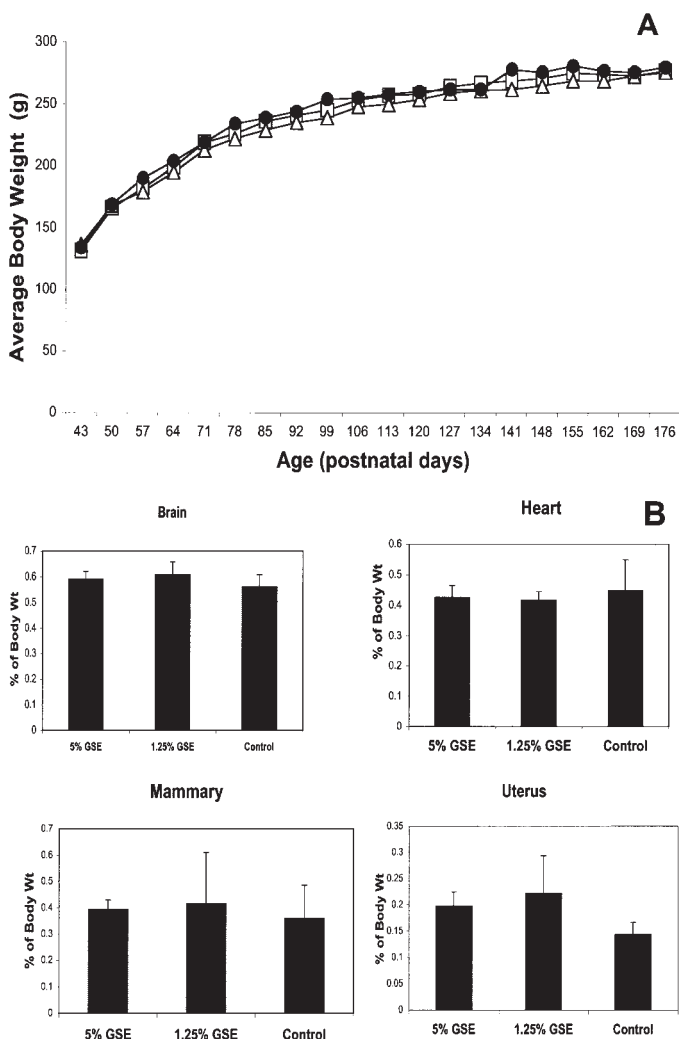 A
300
250
200
150
100
50
0
Average Body Weight (g)
43 50 57 64 71 78 85 92 99 106 113 120 127 134 141 148 155 162 169 176
Age (postnatal days)
B
Brain
0.7
0.6
0.5
0.4
0.3
0.2
0.1
0
% of Body Wt
5% GSE 1.25% GSE Control
Heart
0.6
0.5
0.4
0.3
0.2
0.1
0
% of Body Wt
5% GSE 1.25% GSE Control
Mammary
0.7
0.6
0.5
0.4
0.3
0.2
0.1
0
% of Body Wt
5% GSE 1.25% GSE Control
Uterus
0.35
0.3
0.25
0.2
0.15
0.1
0.05
0
% of Body Wt
5% GSE 1.25% GSE Control